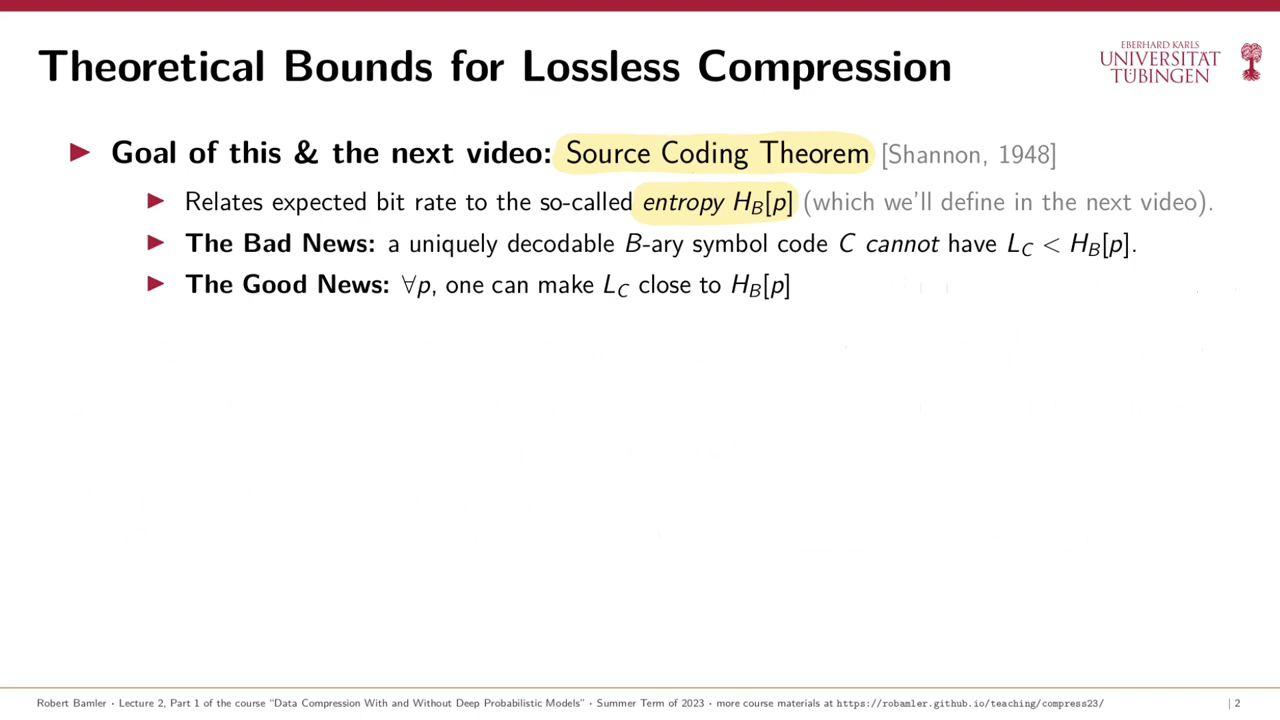 Theoretical Bounds for Lossless Compression
EBERHARD KARLS
UNIVERSITÄT
TÜBINGEN
▶ Goal of this & the next video: Source Coding Theorem [Shannon, 1948]
▶ Relates expected bit rate to the so-called entropy H_B[p] (which we'll define in the next video).
▶ The Bad News: a uniquely decodable B-ary symbol code C cannot have L_C < H_B[p].
▶ The Good News: ∀p, one can make L_C close to H_B[p]
Robert Bamler · Lecture 2, Part 1 of the course "Data Compression With and Without Deep Probabilistic Models" · Summer Term of 2023 · more course materials at https://robamler.github.io/teaching/compress23/ | 2